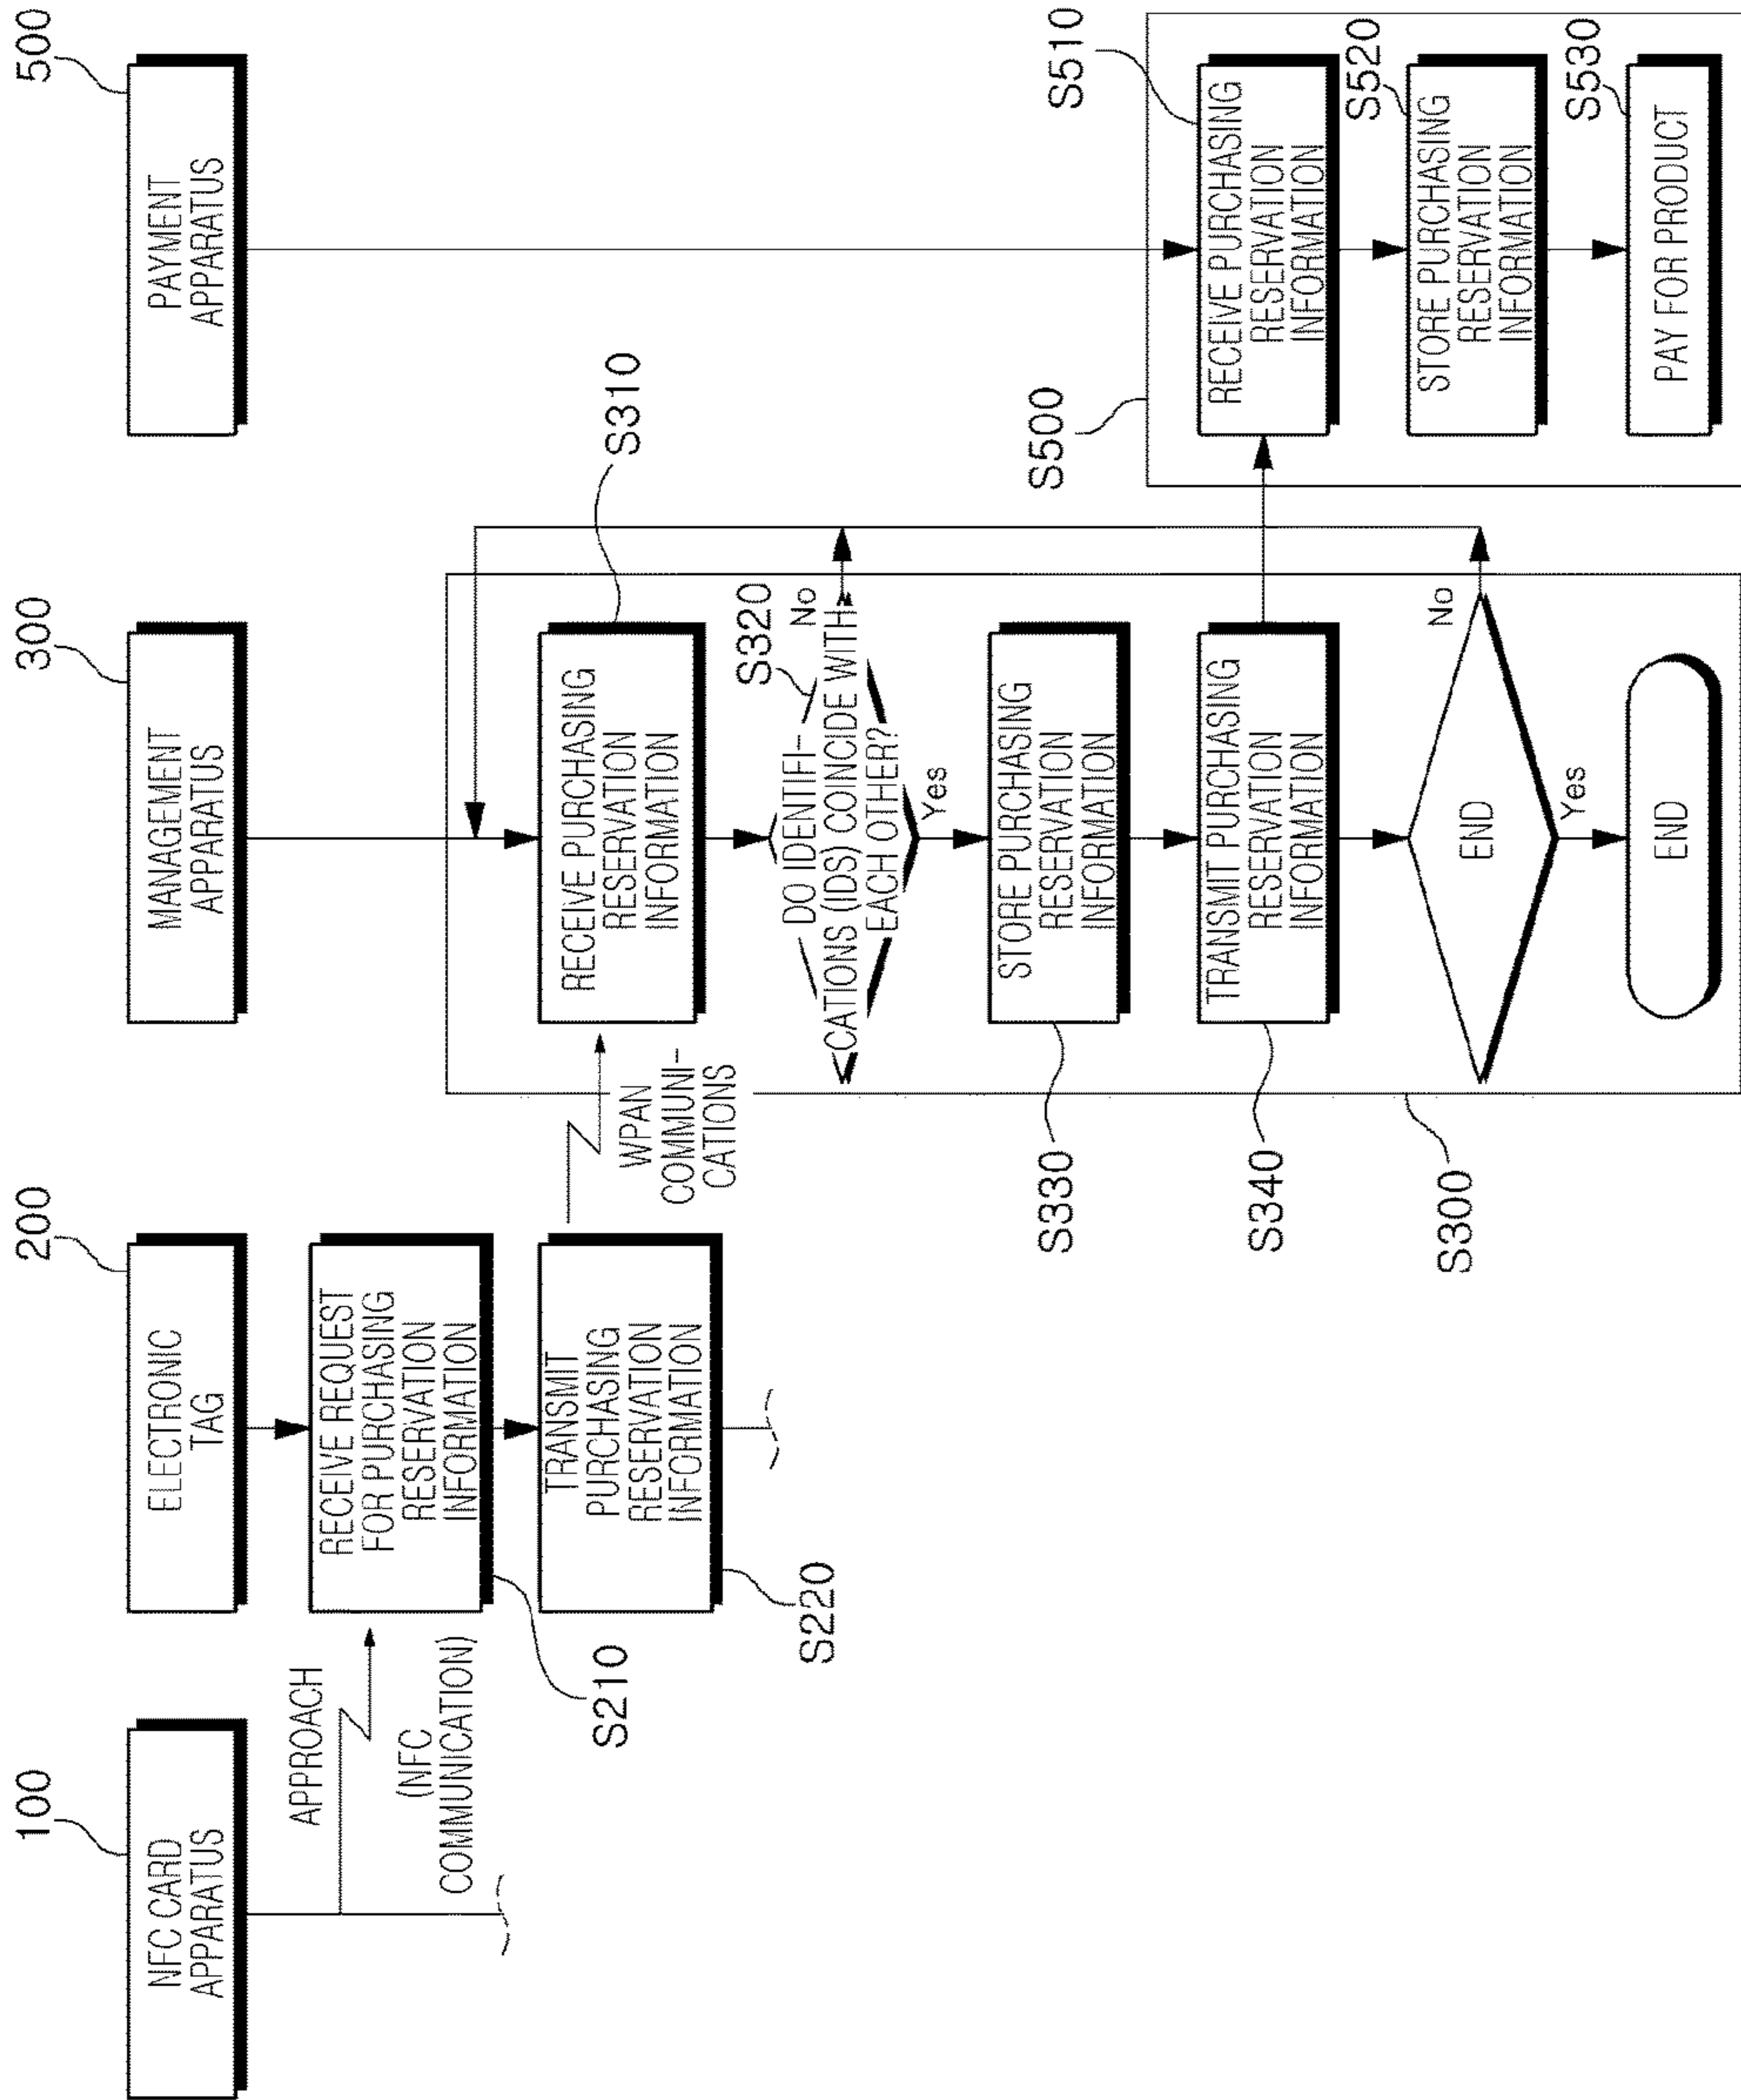 100
NFC CARD
APPARATUS
APPROACH
(NFC
COMMUNICATION)
200
ELECTRONIC
TAG
RECEIVE REQUEST
FOR PURCHASING
RESERVATION
INFORMATION
S210
TRANSMIT
PURCHASING
RESERVATION
INFORMATION
S220
WPAN
COMMUNI-
CATIONS
300
MANAGEMENT
APPARATUS
RECEIVE PURCHASING
RESERVATION
INFORMATION
S310
S320
DO IDENTIFI-
CATIONS (IDS) COINCIDE WITH
EACH OTHER?
No
Yes
STORE PURCHASING
RESERVATION
INFORMATION
S330
TRANSMIT PURCHASING
RESERVATION
INFORMATION
S340
END
No
Yes
END
S300
500
PAYMENT
APPARATUS
S500
RECEIVE PURCHASING
RESERVATION
INFORMATION
S510
STORE PURCHASING
RESERVATION
INFORMATION
S520
PAY FOR PRODUCT
S530